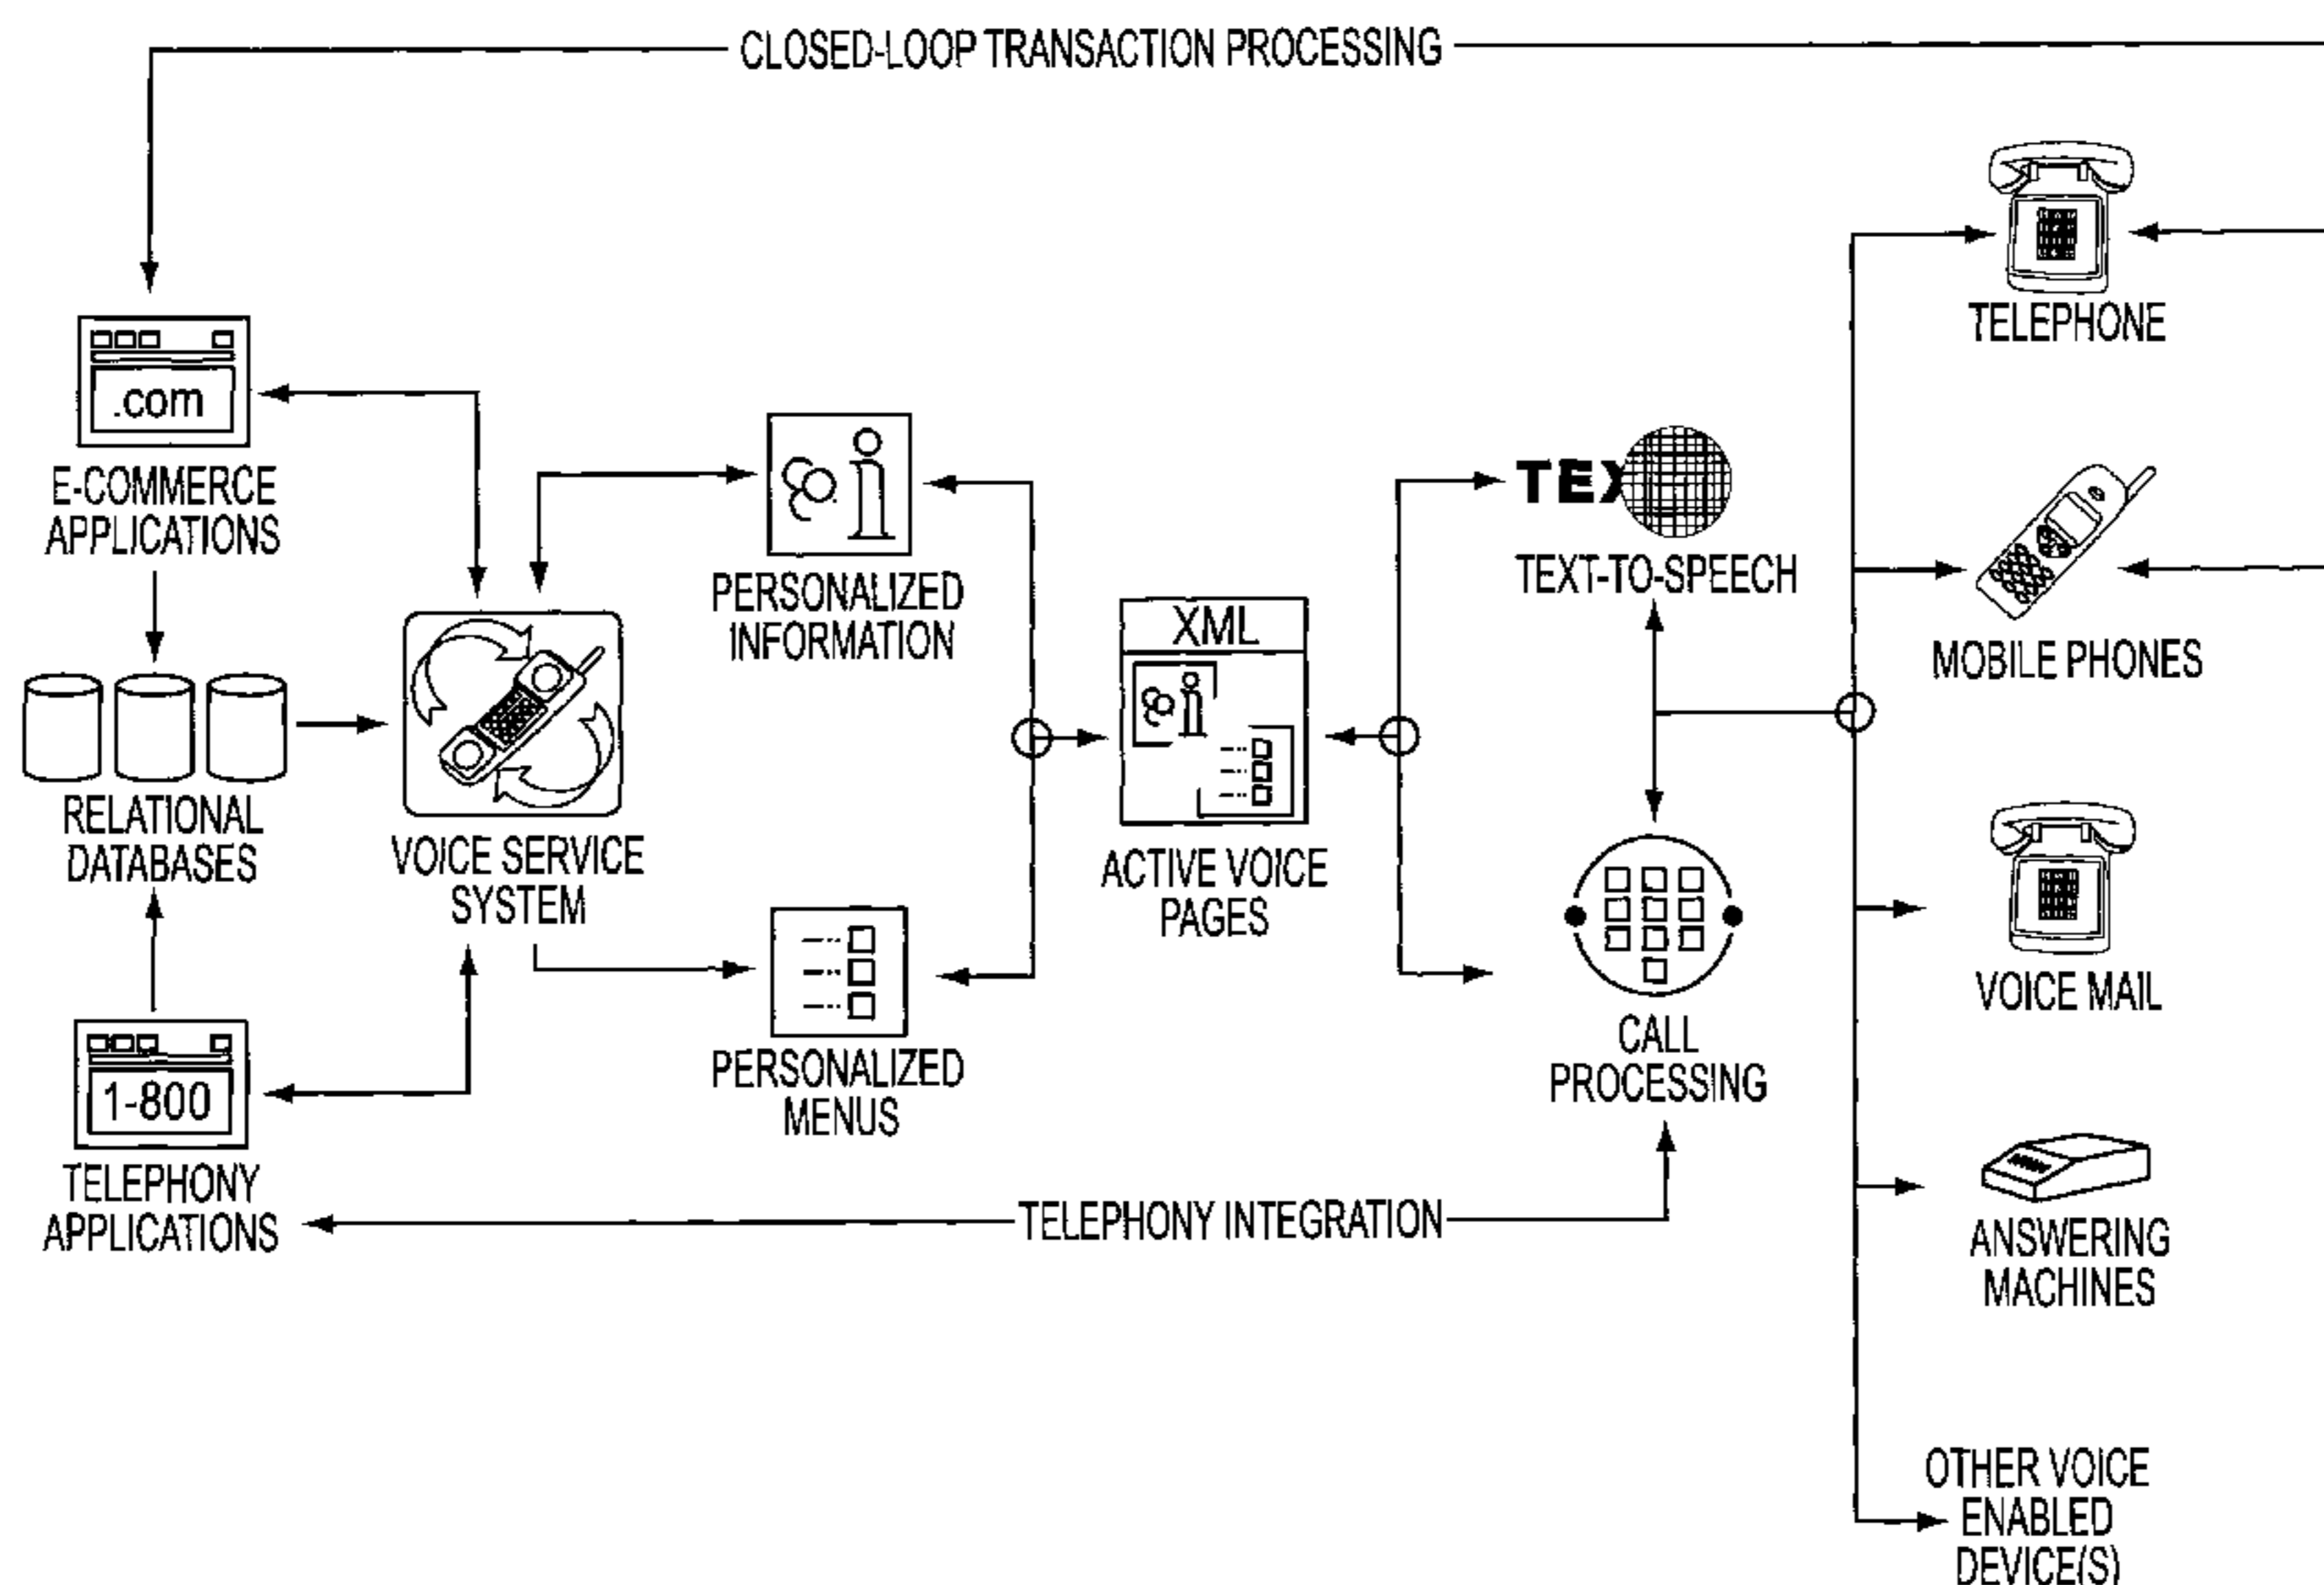 CLOSED-LOOP TRANSACTION PROCESSING
TELEPHONE
.com
E-COMMERCE
APPLICATIONS
TEX
TEXT-TO-SPEECH
PERSONALIZED
INFORMATION
XML
MOBILE PHONES
RELATIONAL
DATABASES
VOICE SERVICE
SYSTEM
ACTIVE VOICE
PAGES
VOICE MAIL
CALL
PROCESSING
PERSONALIZED
MENUS
1-800
TELEPHONY
APPLICATIONS
TELEPHONY INTEGRATION
ANSWERING
MACHINES
OTHER VOICE
ENABLED
DEVICE(S)